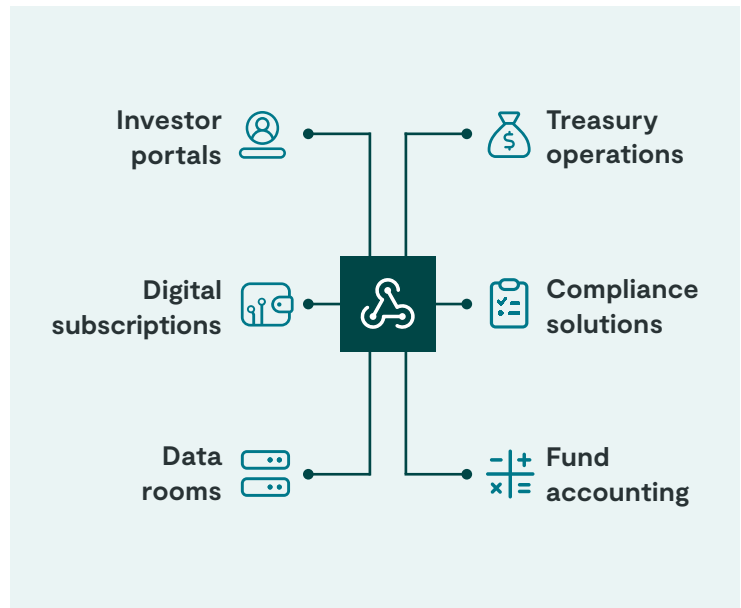 Investor
portals
Treasury
operations
Digital
subscriptions
Compliance
solutions
Data
rooms
Fund
accounting